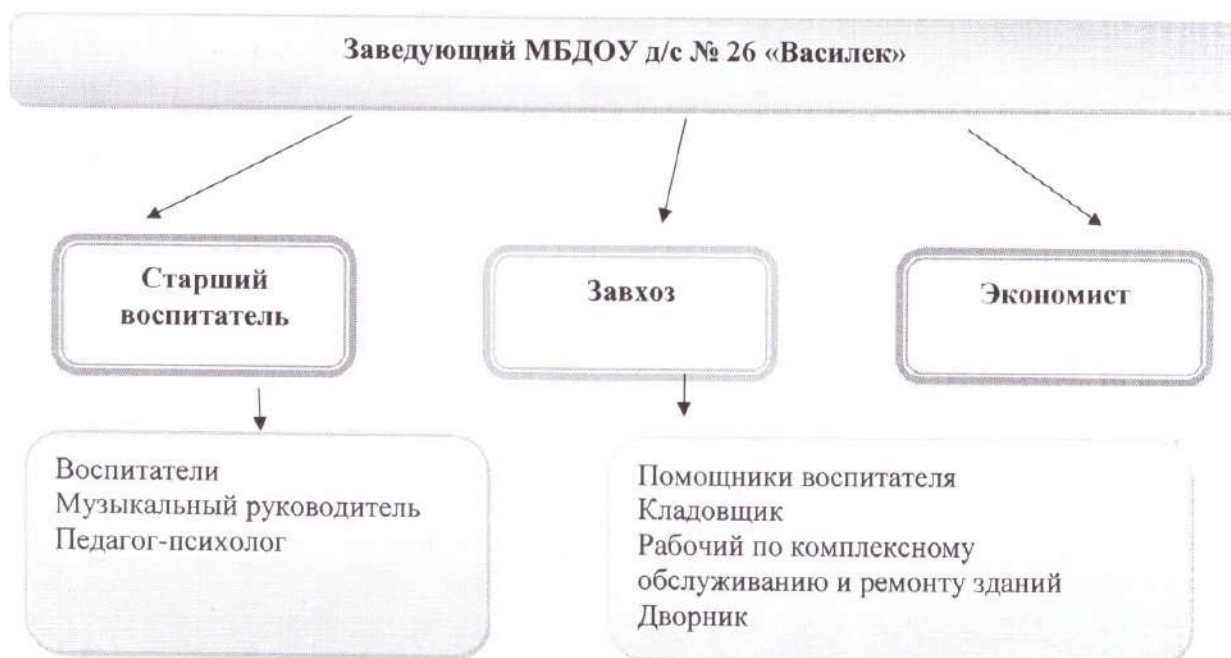 Заведующий МБДОУ д/с № 26 «Василек»
Старший
воспитатель
Завхоз
Экономист
Воспитатели
Музыкальный руководитель
Педагог-психолог
Помощники воспитателя
Кладовщик
Рабочий по комплексному
обслуживанию и ремонту зданий
Дворник